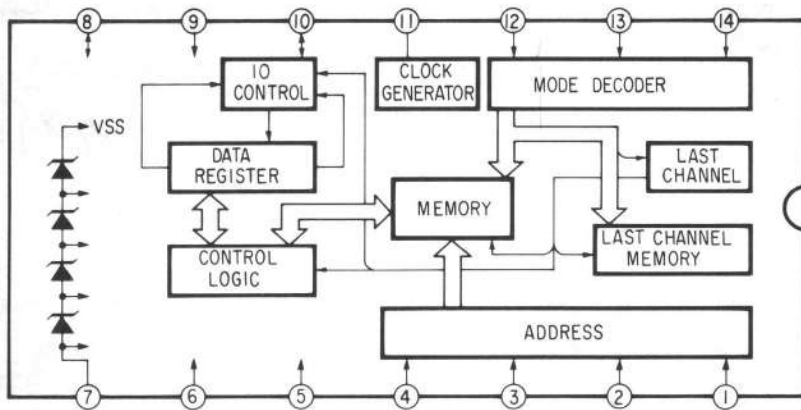 8 9 10 11 12 13 14
IO
CONTROL
CLOCK
GENERATOR
MODE DECODER
VSS
DATA
REGISTER
LAST
CHANNEL
MEMORY
CONTROL
LOGIC
LAST CHANNEL
MEMORY
ADDRESS
7 6 5 4 3 2 1